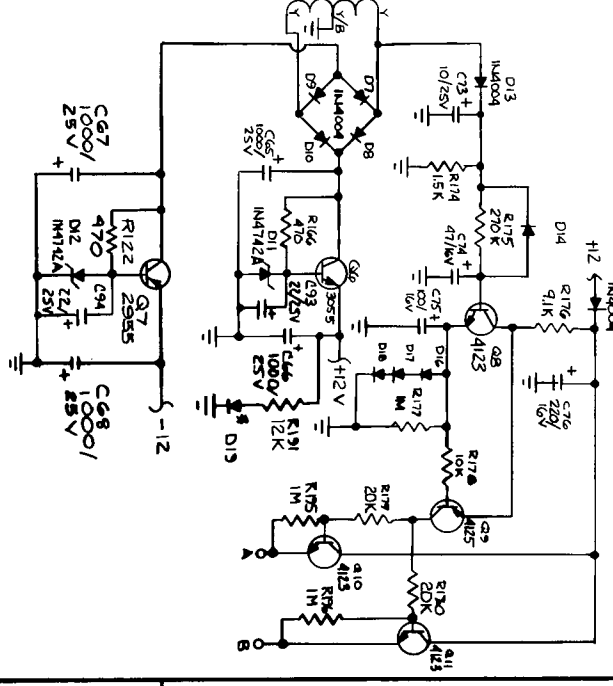 Y
Y/B
Y
D9
D7
1N4004
D10
D8
D13
1N4004
C73
10/25V
+
R174
1.5K
R175
270K
D14
C74
47/16V
+
+12
1N4004
R176
9.1K
C76
220/
16V
+
Q8
4123
C75
100/
16V
+
D18
D17
D16
R177
1M
R178
10K
Q9
4125
R179
20K
R195
1M
A
Q10
4123
R180
20K
R196
1M
B
Q11
4123
C65
1000/
25V
+
R166
470
D11
1N4742A
Q6
3055
C93
22/25V
+
C66
1000/
25V
+
+12V
R191
12K
D19
C67
1000/
25V
+
R122
470
D12
1N4742A
Q7
2955
C94
22/
25V
+
C68
1000/
25V
+
-12